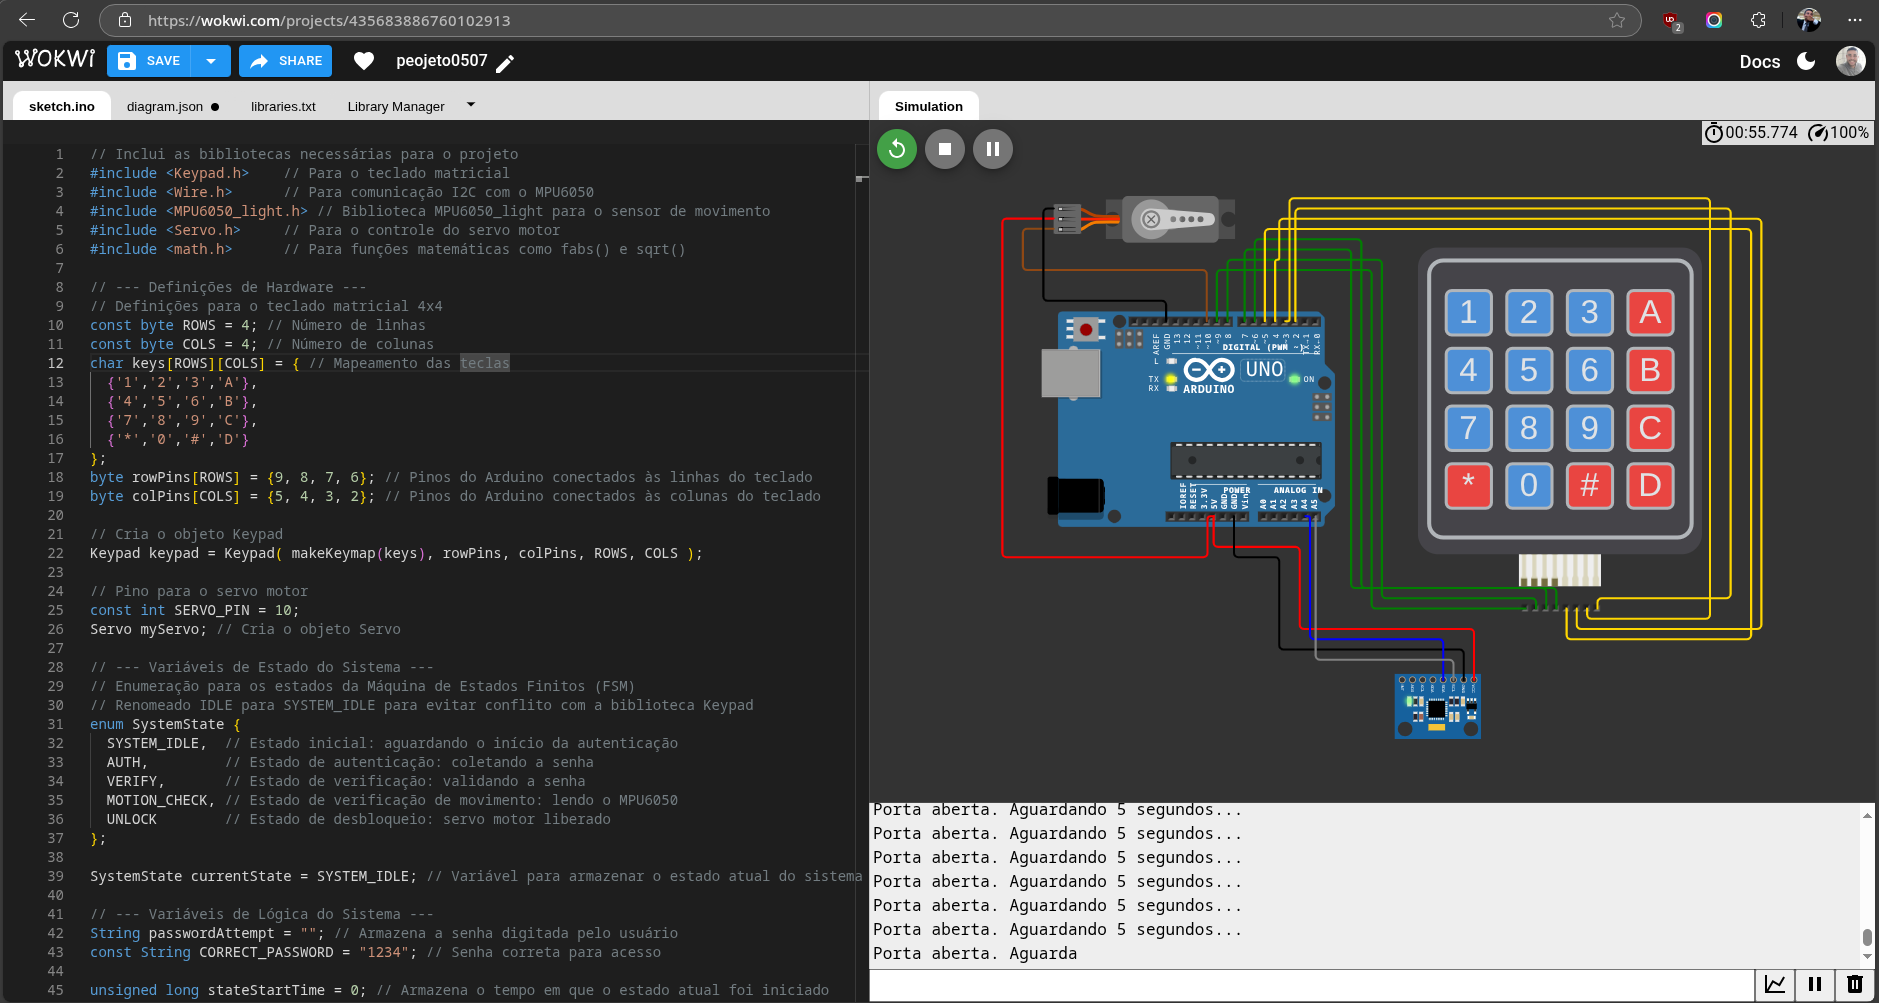 https://wokwi.com/projects/435683886760102913
2
WOKWi
SAVE
SHARE
peojeto0507
Docs
sketch.ino
diagram.json
libraries.txt
Library Manager
1 // Inclui as bibliotecas necessárias para o projeto
2 #include <Keypad.h>    // Para o teclado matricial
3 #include <Wire.h>      // Para comunicação I2C com o MPU6050
4 #include <MPU6050_light.h> // Biblioteca MPU6050_light para o sensor de movimento
5 #include <Servo.h>     // Para o controle do servo motor
6 #include <math.h>      // Para funções matemáticas como fabs() e sqrt()
7
8 // --- Definições de Hardware ---
9 // Definições para o teclado matricial 4x4
10 const byte ROWS = 4; // Número de linhas
11 const byte COLS = 4; // Número de colunas
12 char keys[ROWS][COLS] = { // Mapeamento das teclas
13   {'1','2','3','A'},
14   {'4','5','6','B'},
15   {'7','8','9','C'},
16   {'*','0','#','D'}
17 };
18 byte rowPins[ROWS] = {9, 8, 7, 6}; // Pinos do Arduino conectados às linhas do teclado
19 byte colPins[COLS] = {5, 4, 3, 2}; // Pinos do Arduino conectados às colunas do teclado
20
21 // Cria o objeto Keypad
22 Keypad keypad = Keypad( makeKeymap(keys), rowPins, colPins, ROWS, COLS );
23
24 // Pino para o servo motor
25 const int SERVO_PIN = 10;
26 Servo myServo; // Cria o objeto Servo
27
28 // --- Variáveis de Estado do Sistema ---
29 // Enumeração para os estados da Máquina de Estados Finitos (FSM)
30 // Renomeado IDLE para SYSTEM_IDLE para evitar conflito com a biblioteca Keypad
31 enum SystemState {
32   SYSTEM_IDLE,  // Estado inicial: aguardando o início da autenticação
33   AUTH,         // Estado de autenticação: coletando a senha
34   VERIFY,       // Estado de verificação: validando a senha
35   MOTION_CHECK, // Estado de verificação de movimento: lendo o MPU6050
36   UNLOCK        // Estado de desbloqueio: servo motor liberado
37 };
38
39 SystemState currentState = SYSTEM_IDLE; // Variável para armazenar o estado atual do sistema
40
41 // --- Variáveis de Lógica do Sistema ---
42 String passwordAttempt = ""; // Armazena a senha digitada pelo usuário
43 const String CORRECT_PASSWORD = "1234"; // Senha correta para acesso
44
45 unsigned long stateStartTime = 0; // Armazena o tempo em que o estado atual foi iniciado
Simulation
00:55.774 100%
AREF
GND
13
12
~11
~10
~9
8
7
~6
~5
4
~3
~2
TX→1
RX←0
DIGITAL (PWM
L
TX
RX
UNO
ON
ARDUINO
POWER
ANALOG IN
IOREF
RESET
3.3V
5V
GND
GND
Vin
A0
A1
A2
A3
A4
A5
1 2 3 A
4 5 6 B
7 8 9 C
* 0 # D
Porta aberta. Aguardando 5 segundos...
Porta aberta. Aguardando 5 segundos...
Porta aberta. Aguardando 5 segundos...
Porta aberta. Aguardando 5 segundos...
Porta aberta. Aguardando 5 segundos...
Porta aberta. Aguardando 5 segundos...
Porta aberta. Aguarda